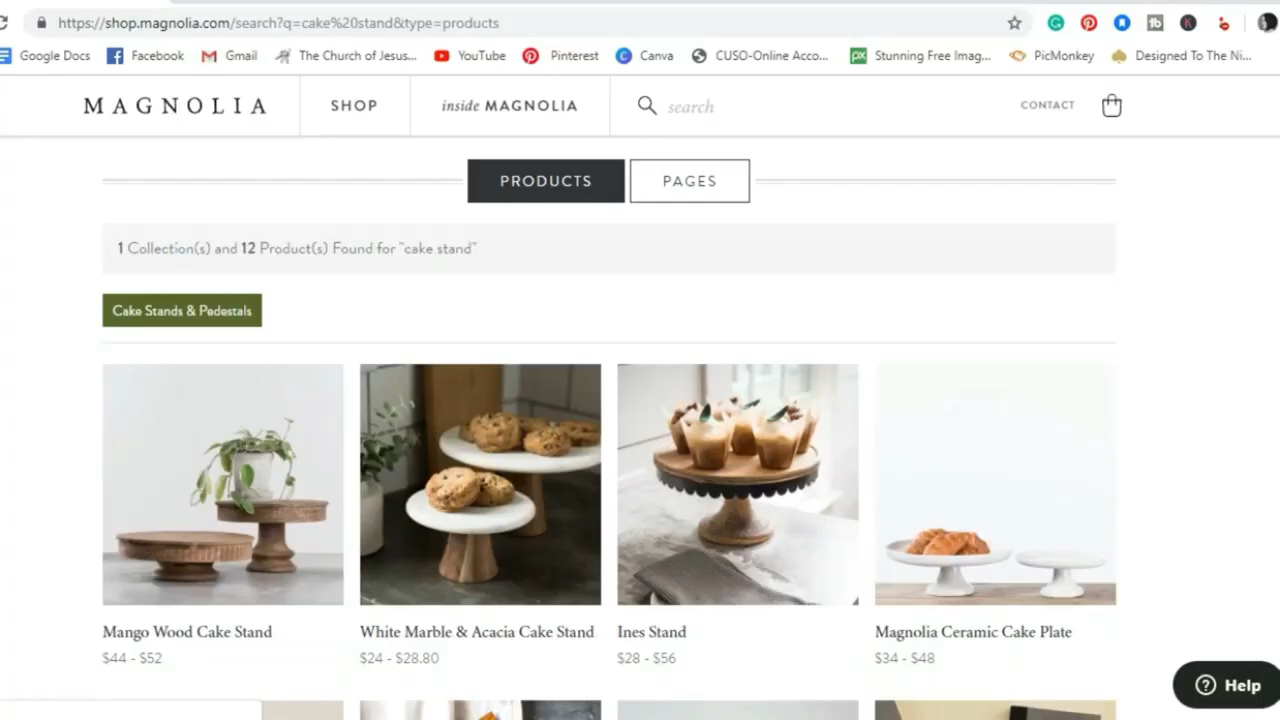 https://shop.magnolia.com/search?q=cake%20stand&type=products
Google Docs Facebook Gmail The Church of Jesus... YouTube Pinterest Canva CUSO-Online Acco... Stunning Free Imag... PicMonkey Designed To The Ni...
MAGNOLIA SHOP inside MAGNOLIA search CONTACT
PRODUCTS PAGES
1 Collection(s) and 12 Product(s) Found for "cake stand"
Cake Stands & Pedestals
Mango Wood Cake Stand White Marble & Acacia Cake Stand Ines Stand Magnolia Ceramic Cake Plate
$44 - $52 $24 - $28.80 $28 - $56 $34 - $48
Help